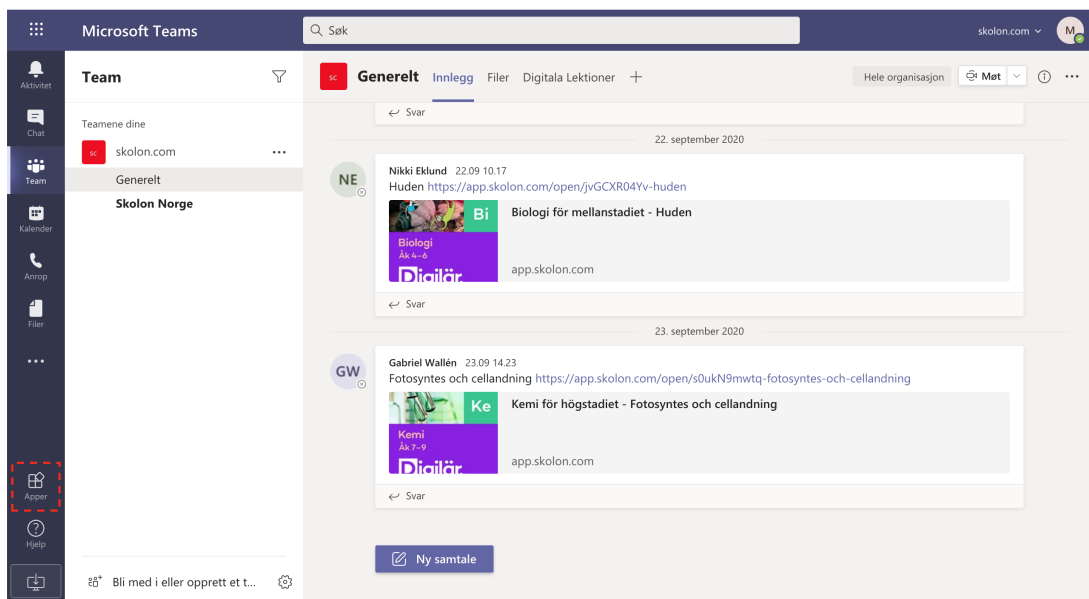 Microsoft Teams
Søk
skolon.com
M
Aktivitet
Chat
Team
Kalender
Anrop
Filer
Apper
Hjelp
Team
Teamene dine
sc skolon.com
Generelt
Skolon Norge
Bli med i eller opprett et t...
sc Generelt Innlegg Filer Digitala Lektioner
Hele organisasjon
Møt
Svar
22. september 2020
NE
Nikki Eklund 22.09 10.17
Huden https://app.skolon.com/open/jvGCXR04Yv-huden
Bi
Biologi
Åk 4–6
Digilär
Biologi för mellanstadiet - Huden
app.skolon.com
Svar
23. september 2020
GW
Gabriel Wallén 23.09 14.23
Fotosyntes och cellandning https://app.skolon.com/open/s0ukN9mwtq-fotosyntes-och-cellandning
Ke
Kemi
Åk 7–9
Digilär
Kemi för högstadiet - Fotosyntes och cellandning
app.skolon.com
Svar
Ny samtale